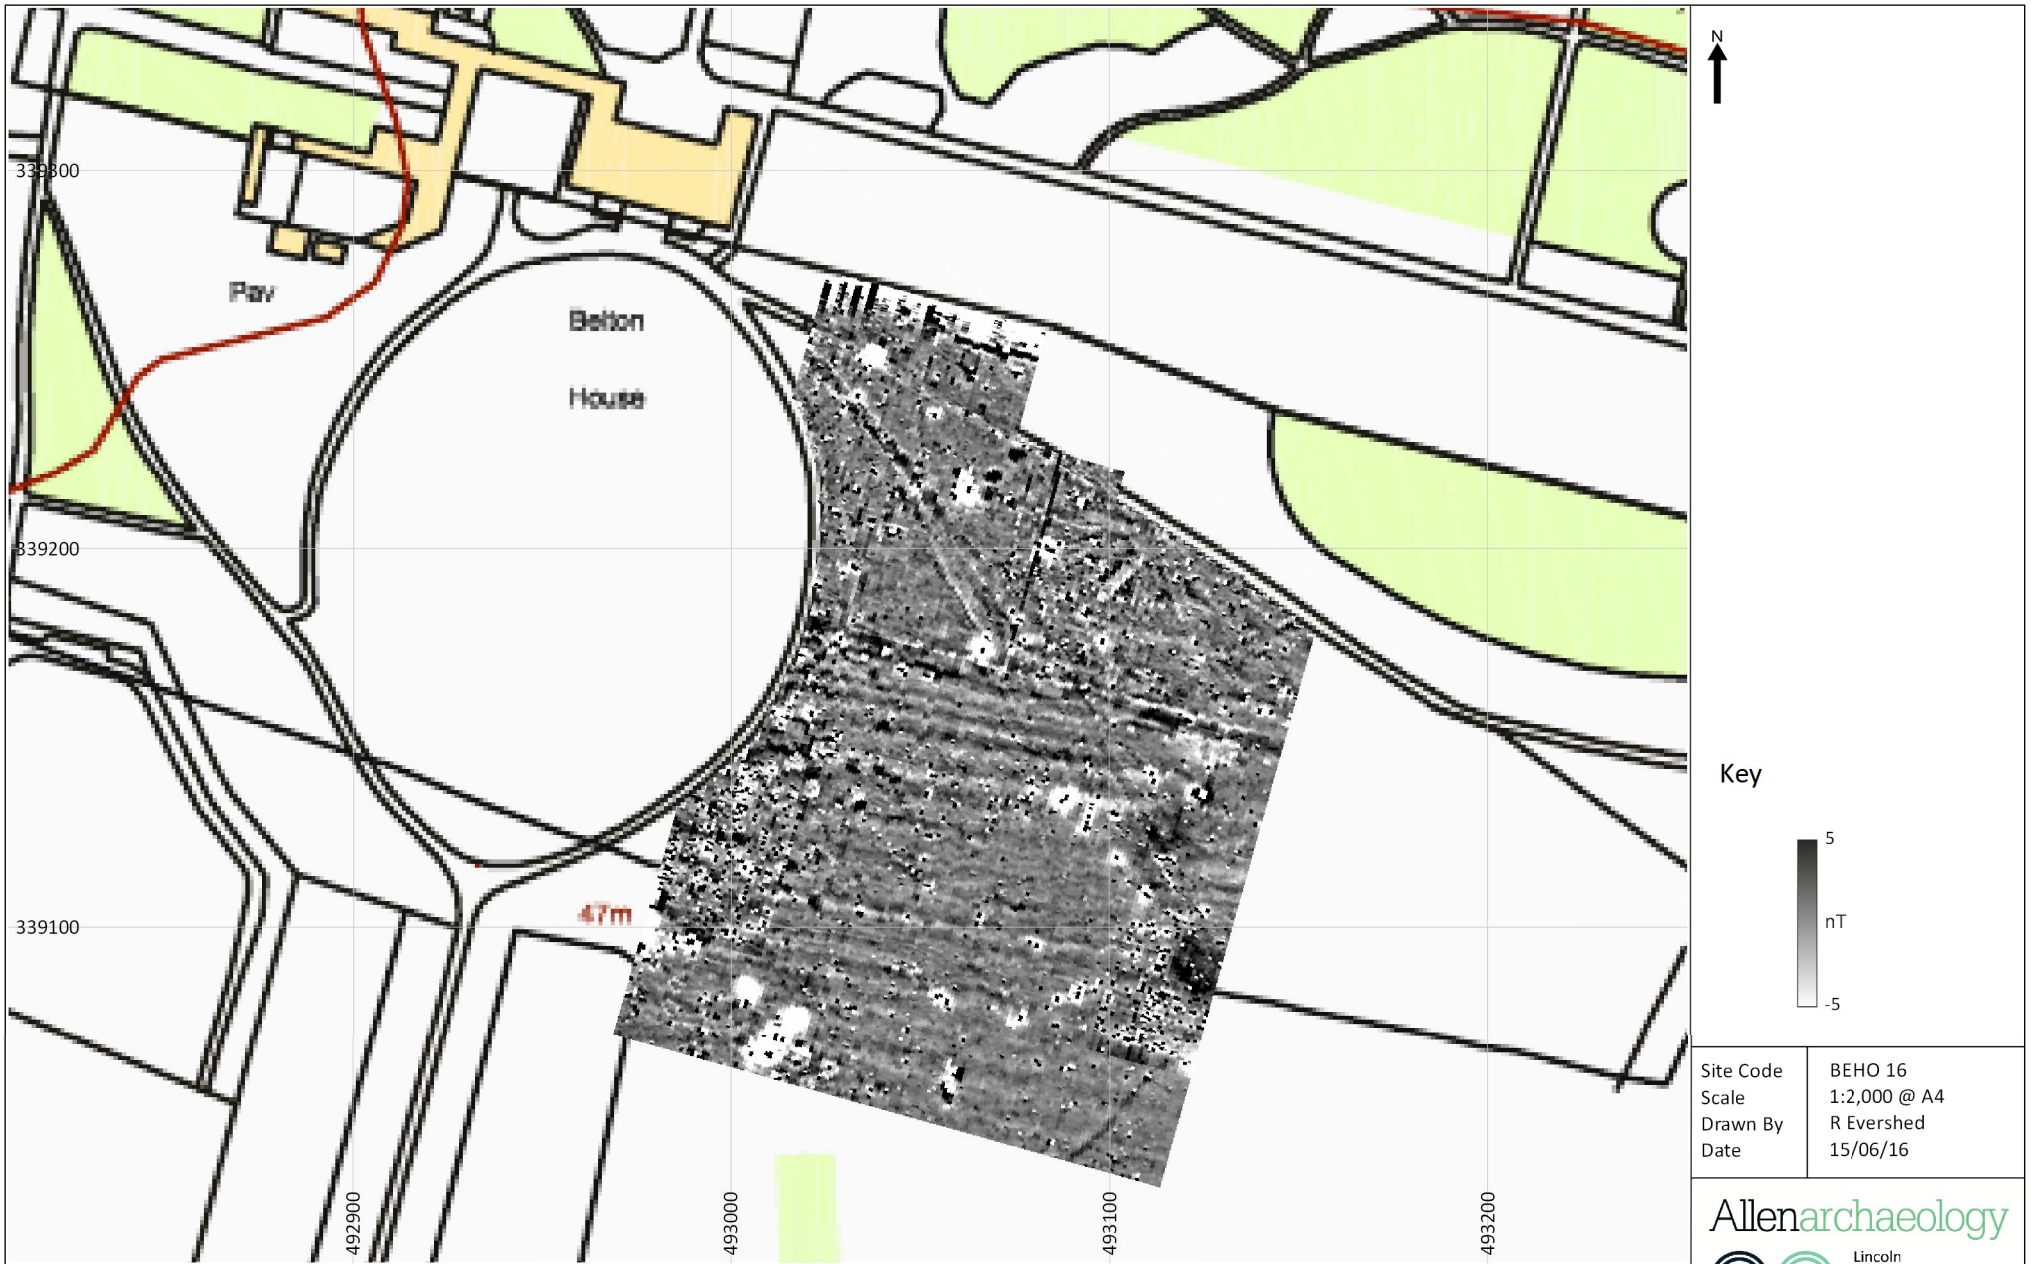 N
339300
Pav
Belton
House
339200
Key
5
nT
-5
47m
339100
492900
493000
493100
493200
Site Code BEHO 16
Scale 1:2,000 @ A4
Drawn By R Evershed
Date 15/06/16
Allenarchaeology
Lincoln